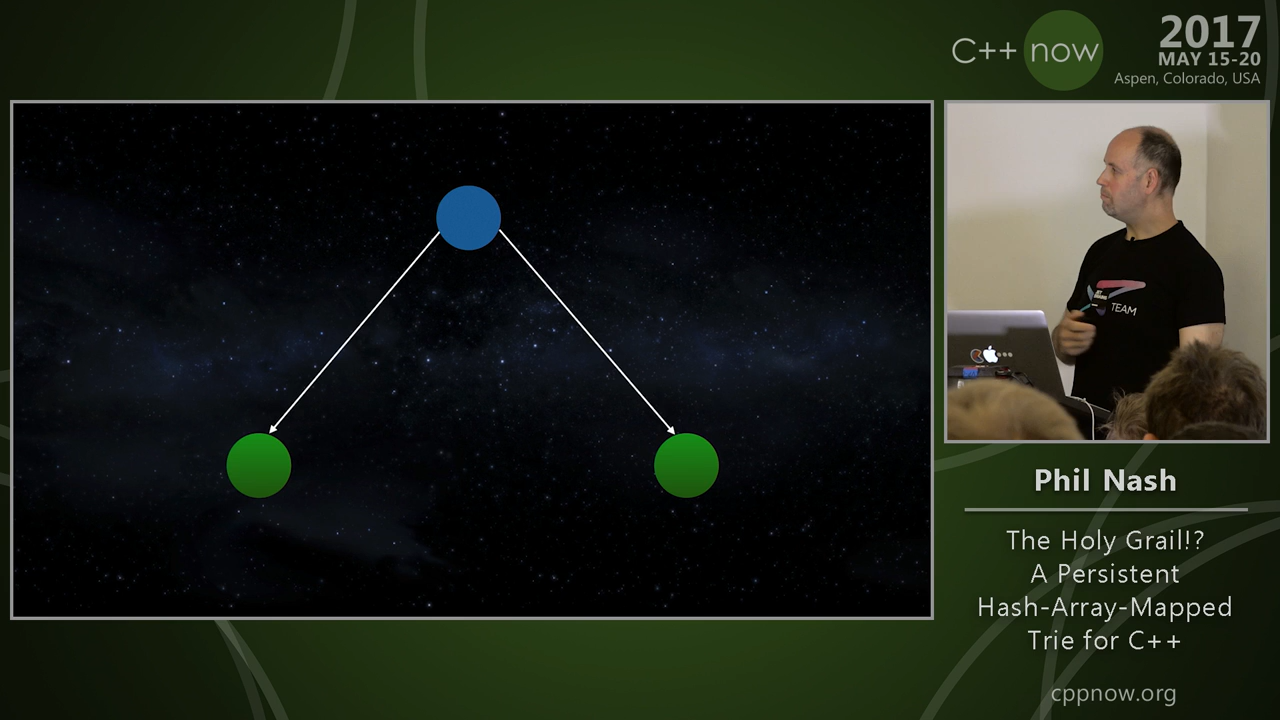 C++ now
2017
MAY 15-20
Aspen, Colorado, USA
TEAM
Phil Nash
The Holy Grail!?
A Persistent
Hash-Array-Mapped
Trie for C++
cppnow.org